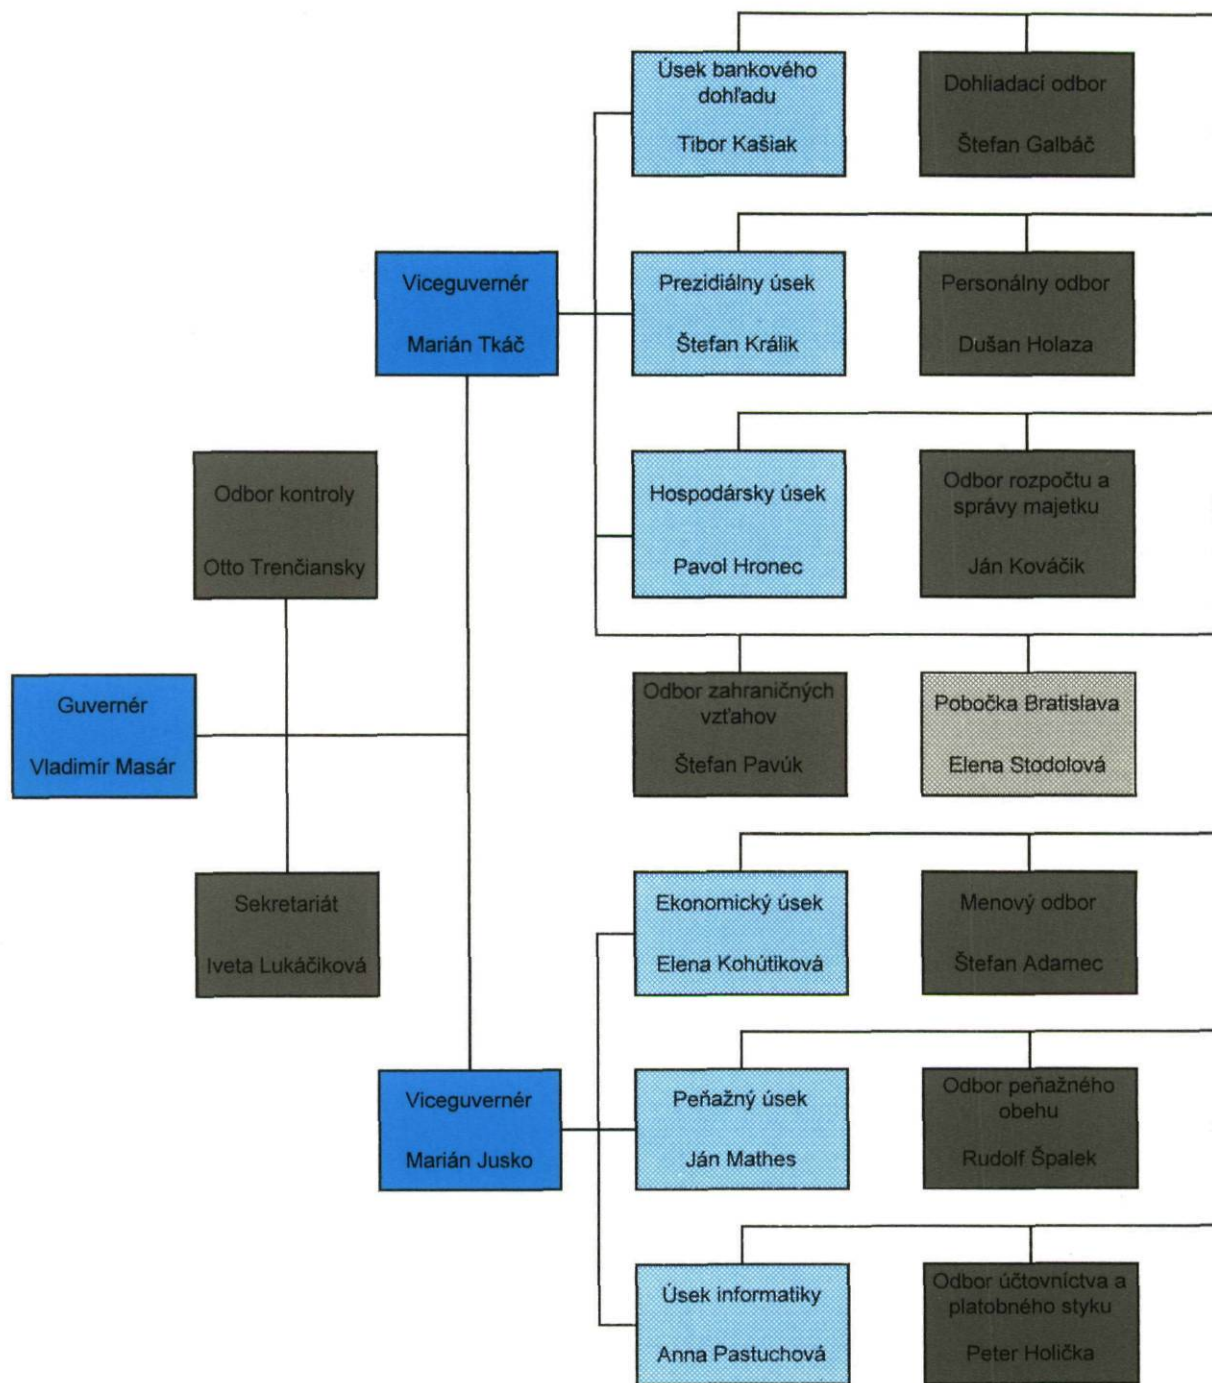 Úsek bankového
dohľadu
Tibor Kašiak
Dohliadací odbor
Štefan Galbáč
Viceguvernér
Marián Tkáč
Prezidiálny úsek
Štefan Králik
Personálny odbor
Dušan Holaza
Odbor kontroly
Otto Trenčiansky
Hospodársky úsek
Pavol Hronec
Odbor rozpočtu a
správy majetku
Ján Kováčik
Guvernér
Vladimír Masár
Odbor zahraničných
vzťahov
Štefan Pavúk
Pobočka Bratislava
Elena Stodolová
Sekretariát
Iveta Lukáčiková
Ekonomický úsek
Elena Kohútiková
Menový odbor
Štefan Adamec
Viceguvernér
Marián Jusko
Peňažný úsek
Ján Mathes
Odbor peňažného
obehu
Rudolf Špalek
Úsek informatiky
Anna Pastuchová
Odbor účtovníctva a
platobného styku
Peter Holička